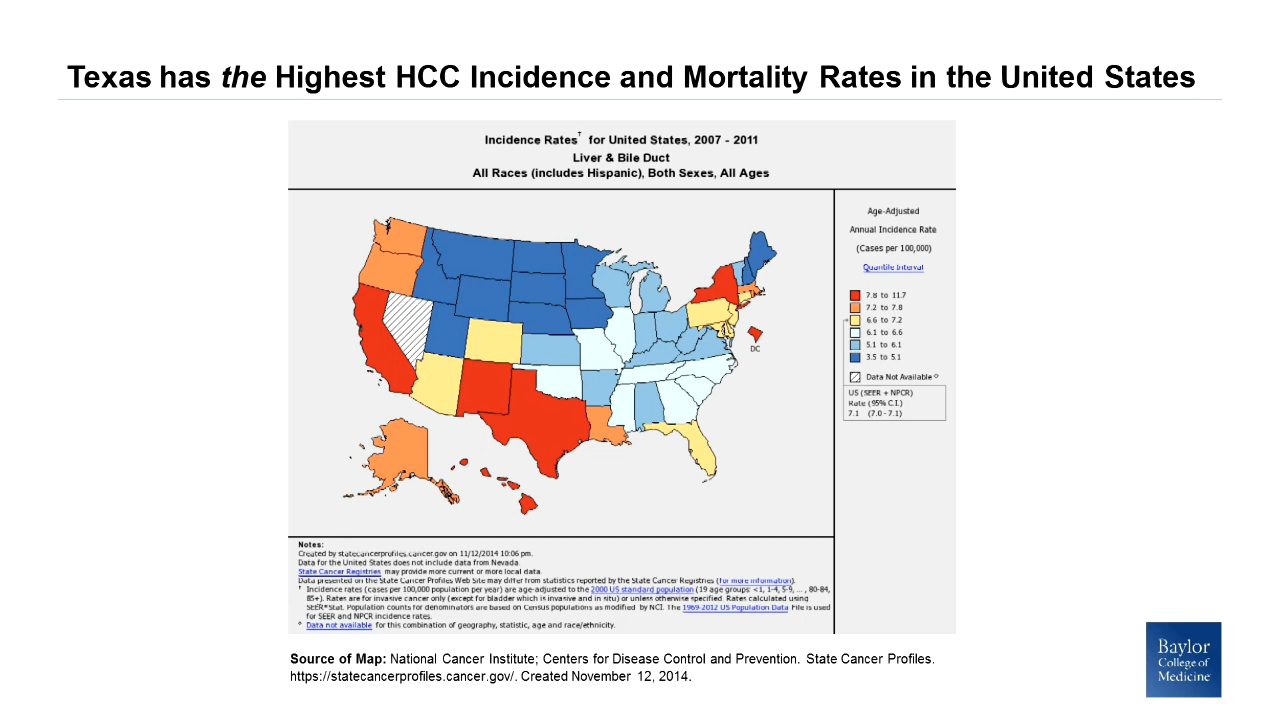 Texas has the Highest HCC Incidence and Mortality Rates in the United States
Incidence Rates† for United States, 2007 - 2011
Liver & Bile Duct
All Races (includes Hispanic), Both Sexes, All Ages
Age-Adjusted
Annual Incidence Rate
(Cases per 100,000)
Quantile Interval
7.8 to 11.7
7.2 to 7.8
6.6 to 7.2
6.1 to 6.6
5.1 to 6.1
3.5 to 5.1
Data Not Available ◇
US (SEER + NPCR)
Rate (95% C.I.)
7.1 (7.0 - 7.1)
DC
Notes:
Created by statecancerprofiles.cancer.gov on 11/12/2014 10:06 pm.
Data for the United States does not include data from Nevada.
State Cancer Registries may provide more current or more local data.
Data presented on the State Cancer Profiles Web Site may differ from statistics reported by the State Cancer Registries (for more information).
† Incidence rates (cases per 100,000 population per year) are age-adjusted to the 2000 US standard population (19 age groups: <1, 1-4, 5-9, ... , 80-84,
85+). Rates are for invasive cancer only (except for bladder which is invasive and in situ) or unless otherwise specified. Rates calculated using
SEER*Stat. Population counts for denominators are based on Census populations as modified by NCI. The 1969-2012 US Population Data File is used
for SEER and NPCR incidence rates.
◇ Data not available for this combination of geography, statistic, age and race/ethnicity.
Source of Map: National Cancer Institute; Centers for Disease Control and Prevention. State Cancer Profiles.
https://statecancerprofiles.cancer.gov/. Created November 12, 2014.
Baylor
College of
Medicine